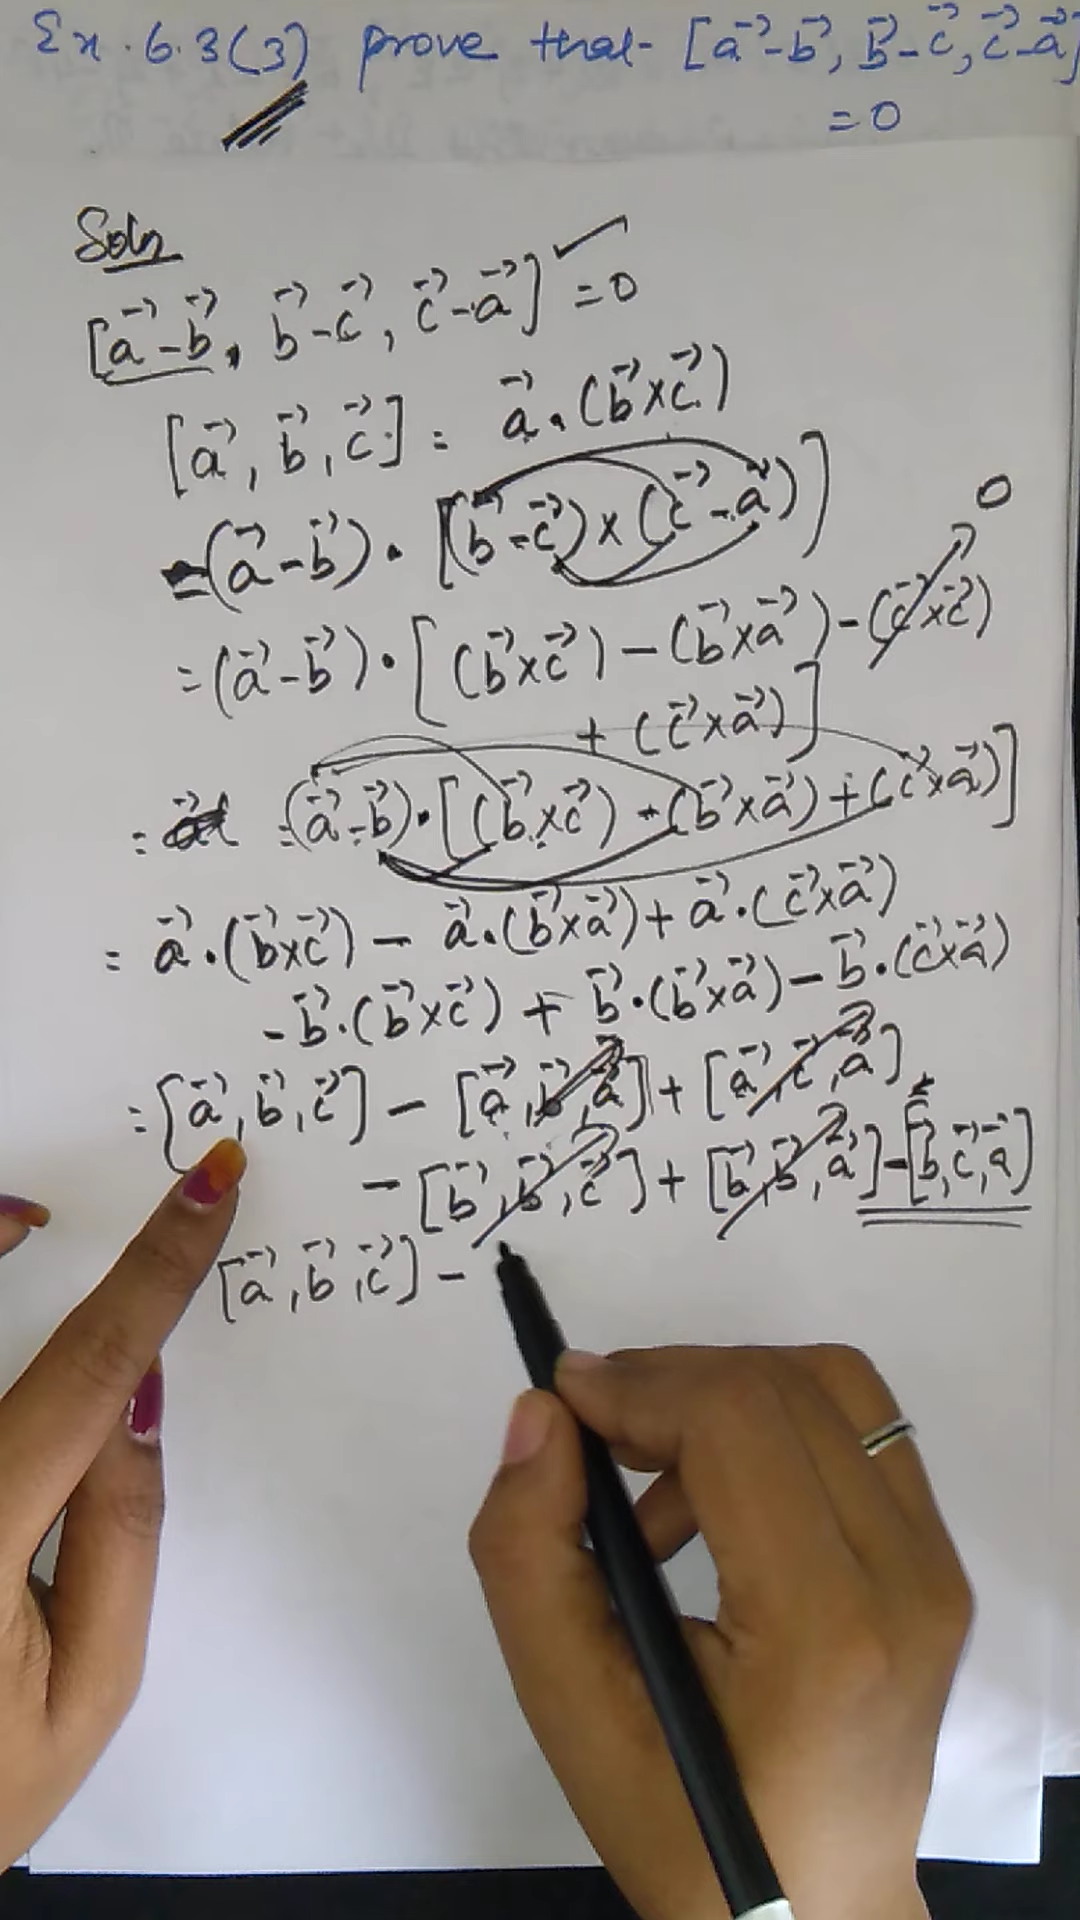 Ex. 6.3(3) prove that- [a⃗-b⃗, b⃗-c⃗, c⃗-a⃗]
=0
Soln
[a⃗-b⃗, b⃗-c⃗, c⃗-a⃗] =0 ✓
[a⃗, b⃗, c⃗] = a⃗.(b⃗×c⃗)
=(a⃗-b⃗)·[(b⃗-c⃗)×(c⃗-a⃗)]
=(a⃗-b⃗)·[(b⃗×c⃗)-(b⃗×a⃗)-(c⃗×c⃗) 0
+(c⃗×a⃗)]
= =(a⃗-b⃗)·[(b⃗×c⃗)-(b⃗×a⃗)+(c⃗×a⃗)]
= a⃗·(b⃗×c⃗) - a⃗·(b⃗×a⃗)+a⃗·(c⃗×a⃗)
-b⃗·(b⃗×c⃗) + b⃗·(b⃗×a⃗)-b⃗·(c⃗×a⃗)
=[a⃗, b⃗, c⃗] - [a⃗, b⃗, a⃗]+[a⃗, c⃗, a⃗]
-[b⃗, b⃗, c⃗]+[b⃗, b⃗, a⃗]-[b⃗, c⃗, a⃗]
[a⃗, b⃗, c⃗] -